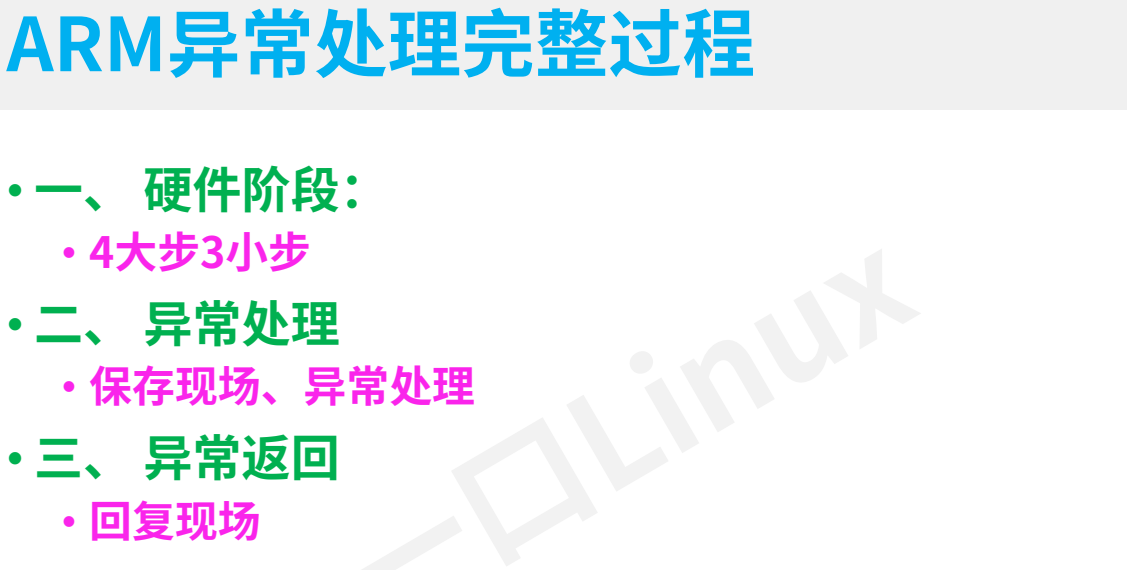 ARM异常处理完整过程
• 一、 硬件阶段：
• 4大步3小步
• 二、 异常处理
• 保存现场、异常处理
• 三、 异常返回
• 回复现场
一口Linux